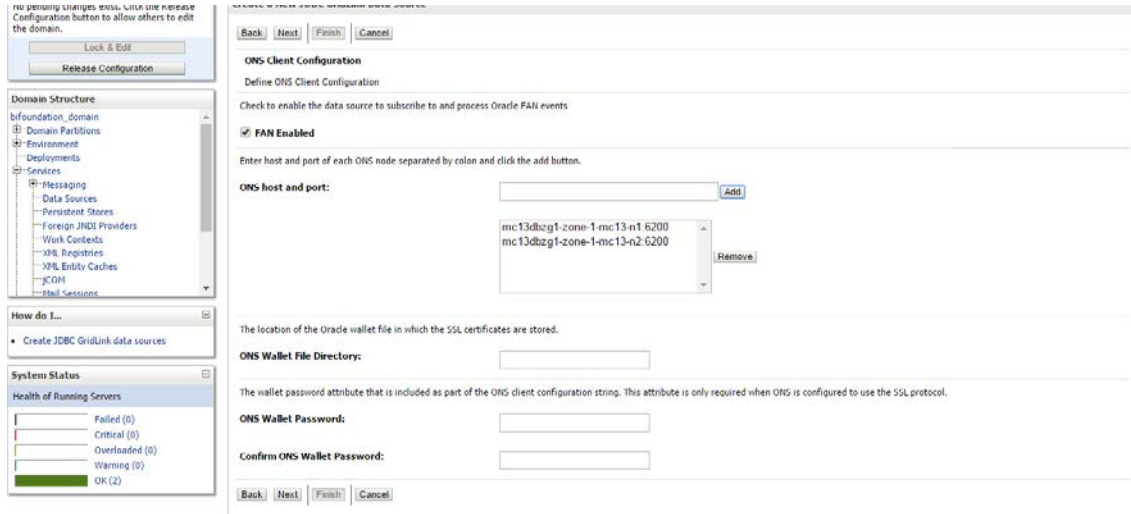 No pending changes exist. Click the Release
Configuration button to allow others to edit
the domain.
Lock & Edit
Release Configuration
Domain Structure
bifoundation_domain
Domain Partitions
Environment
Deployments
Services
Messaging
Data Sources
Persistent Stores
Foreign JNDI Providers
Work Contexts
XML Registries
XML Entity Caches
jCOM
Mail Sessions
How do I...
Create JDBC GridLink data sources
System Status
Health of Running Servers
Failed (0)
Critical (0)
Overloaded (0)
Warning (0)
OK (2)
Create a New JDBC GridLink Data Source
Back Next Finish Cancel
ONS Client Configuration
Define ONS Client Configuration
Check to enable the data source to subscribe to and process Oracle FAN events
FAN Enabled
Enter host and port of each ONS node separated by colon and click the add button.
ONS host and port:
Add
mc13dbzg1-zone-1-mc13-n1:6200
mc13dbzg1-zone-1-mc13-n2:6200
Remove
The location of the Oracle wallet file in which the SSL certificates are stored.
ONS Wallet File Directory:
The wallet password attribute that is included as part of the ONS client configuration string. This attribute is only required when ONS is configured to use the SSL protocol.
ONS Wallet Password:
Confirm ONS Wallet Password:
Back Next Finish Cancel